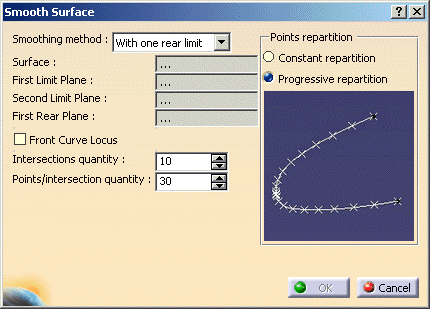 Smooth Surface
Smoothing method : With one rear limit
Points repartition
Surface : ...
Constant repartition
First Limit Plane : ...
Progressive repartition
Second Limit Plane : ...
First Rear Plane : ...
Front Curve Locus
Intersections quantity : 10
Points/intersection quantity : 30
OK
Cancel